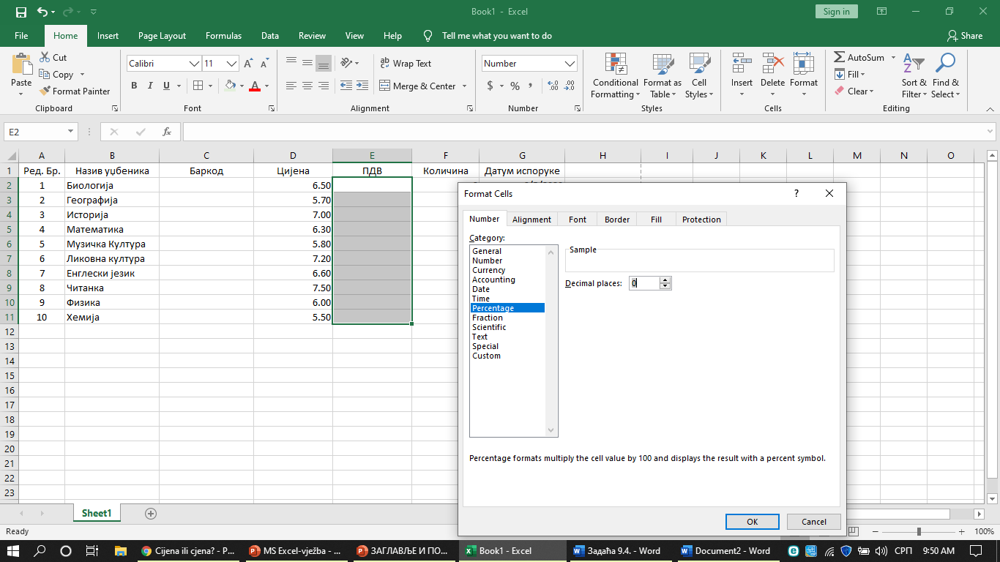 Book1 - Excel
Sign in
File Home Insert Page Layout Formulas Data Review View Help Tell me what you want to do Share
Cut
Copy
Format Painter
Paste
Clipboard
Calibri 11
B I U A
Font
Wrap Text
Merge & Center
Alignment
Number
$ % ,
Number
Conditional Formatting
Format as Table
Cell Styles
Styles
Insert Delete Format
Cells
AutoSum
Fill
Clear
Sort & Filter
Find & Select
Editing
E2 fx
A B C D E F G H I J K L M N O
1 Ред. Бр. Назив уџбеника Баркод Цијена ПДВ Количина Датум испоруке
2 1 Биологија 6.50
3 2 Географија 5.70
4 3 Историја 7.00
5 4 Математика 6.30
6 5 Музичка Култура 5.80
7 6 Ликовна култура 7.20
8 7 Енглески језик 6.60
9 8 Читанка 7.50
10 9 Физика 6.00
11 10 Хемија 5.50
12
13
14
15
16
17
18
19
20
21
22
23
Format Cells ?
Number Alignment Font Border Fill Protection
Category:
General
Number
Currency
Accounting
Date
Time
Percentage
Fraction
Scientific
Text
Special
Custom
Sample
Decimal places: 0
Percentage formats multiply the cell value by 100 and displays the result with a percent symbol.
OK Cancel
Sheet1
Ready 100%
Cijena ili cjena? - P... MS Excel-vježba - ... ЗАГЛАВЉЕ И ПО... Book1 - Excel Задаћа 9.4. - Word Document2 - Word СРП 9:50 AM